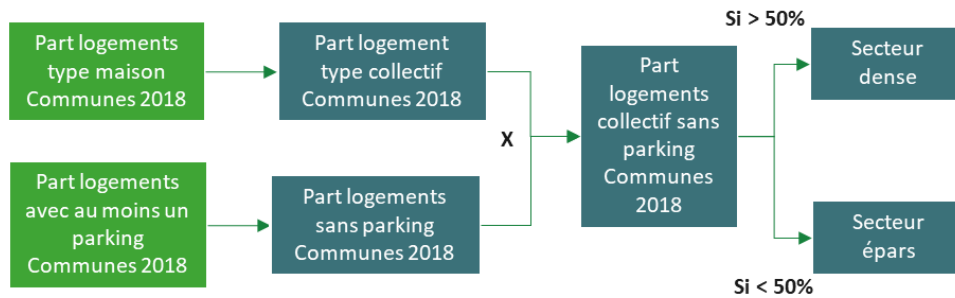 Part logements
type maison
Communes 2018
Part logement
type collectif
Communes 2018
X
Part logements
avec au moins un
parking
Communes 2018
Part logements
sans parking
Communes 2018
Part
logements
collectif sans
parking
Communes
2018
Si > 50%
Secteur
dense
Secteur
épars
Si < 50%